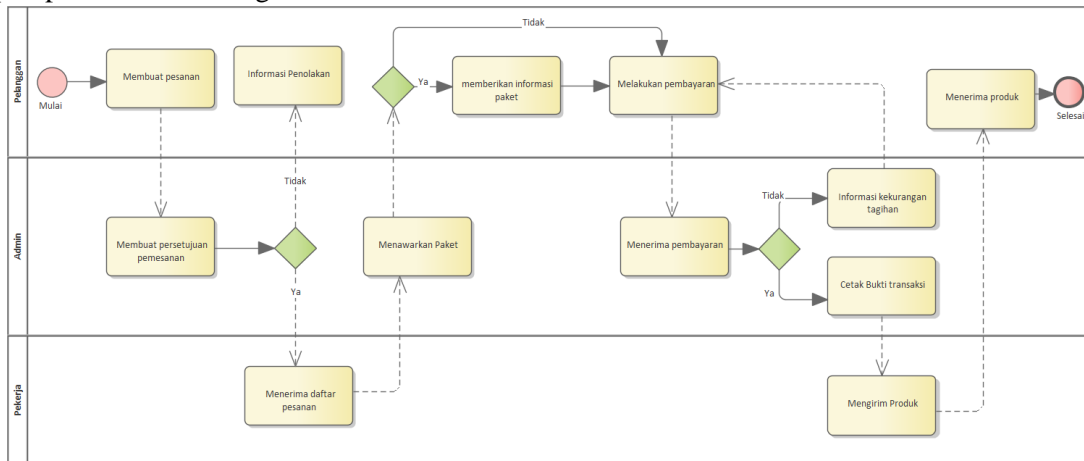 Pelanggan
Mulai
Membuat pesanan
Informasi Penolakan
Tidak
Ya
memberikan informasi
paket
Melakukan pembayaran
Menerima produk
Selesai
Admin
Membuat persetujuan
pemesanan
Tidak
Ya
Menawarkan Paket
Menerima pembayaran
Tidak
Ya
Informasi kekurangan
tagihan
Cetak Bukti transaksi
Pekerja
Menerima daftar
pesanan
Mengirim Produk